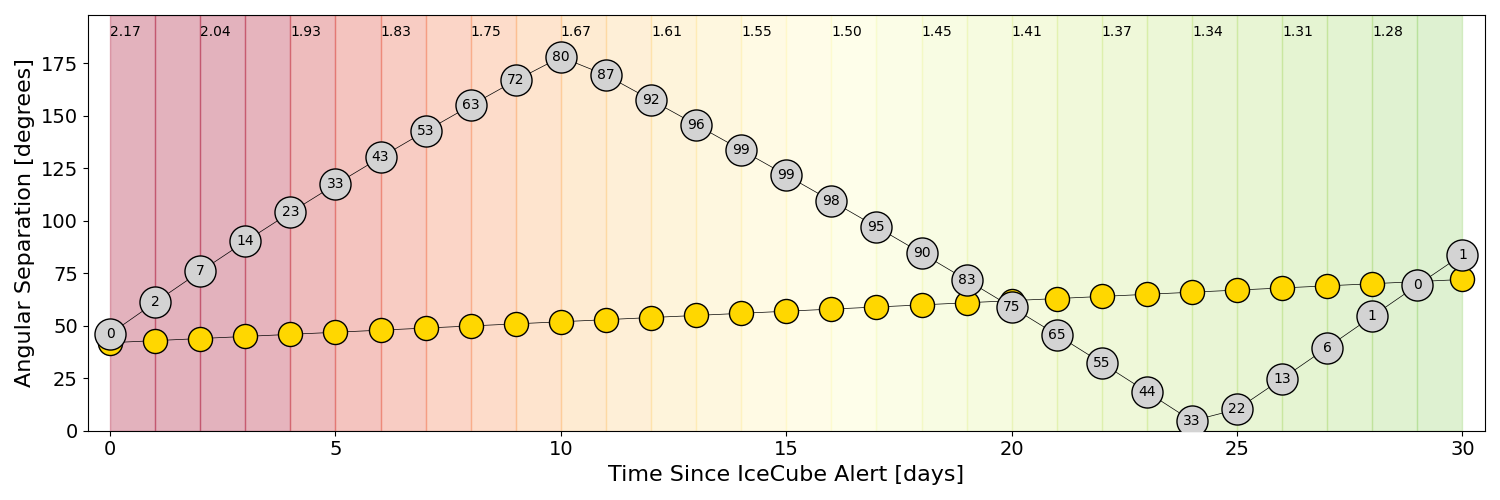 2.17 2.04 1.93 1.83 1.75 1.67 1.61 1.55 1.50 1.45 1.41 1.37 1.34 1.31 1.28
Angular Separation [degrees]
175
150
125
100
75
50
25
0
0 2 7 14 23 33 43 53 63 72 80 87 92 96 99 99 98 95 90 83 75 65 55 44 33 22 13 6 1 0 1
0 5 10 15 20 25 30
Time Since IceCube Alert [days]